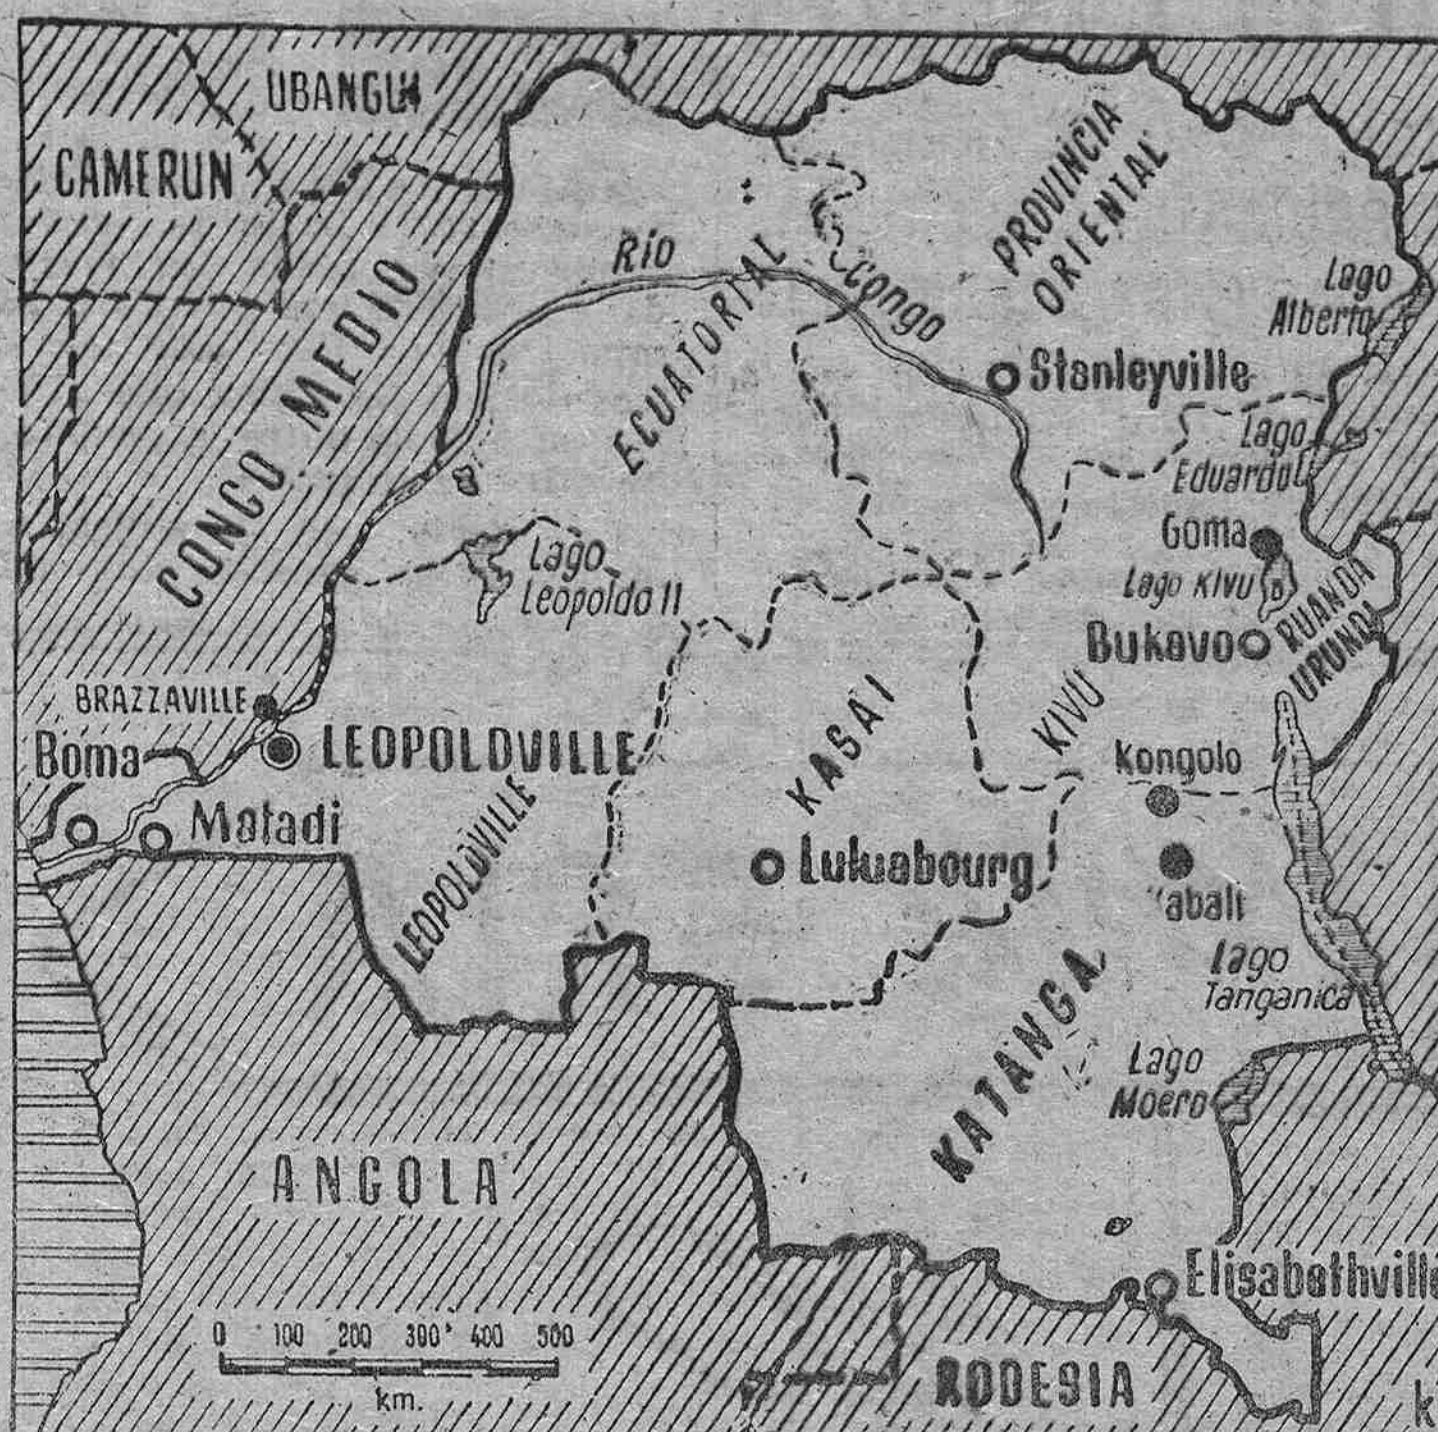 UBANGUI
CAMERUN
CONGO MEDIO
Río
Congo
ECUATORIAL
PROVINCIA
ORIENTAL
Lago
Alberto
Stanleyville
Lago
Eduardo
Goma
Lago KIVU
Bukavo
RUANDA
URUNDI
Lago
Leopoldo II
BRAZZAVILLE
Boma
LEOPOLDVILLE
Matadi
LEOPOLDVILLE
KASAI
KIVU
Kongolo
Luluabourg
abali
Lago
Tanganica
KATANGA
Lago
Moero
ANGOLA
Elisabethville
0 100 200 300 400 500
km.
RODESIA